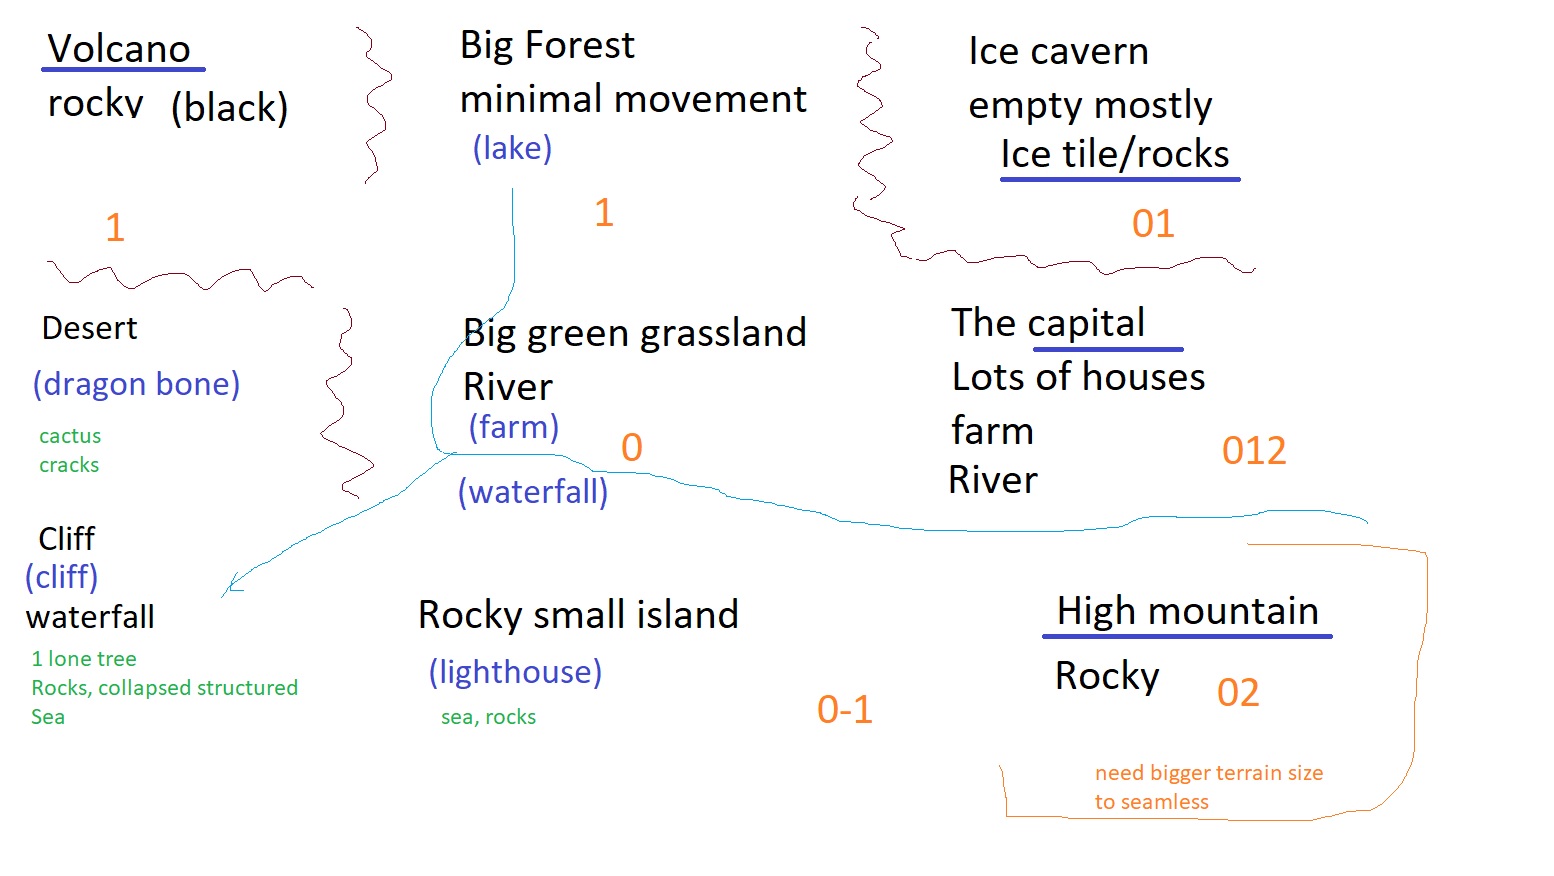 Volcano
rocky (black)
1
Big Forest
minimal movement
(lake)
1
Ice cavern
empty mostly
Ice tile/rocks
01
Desert
(dragon bone)
cactus
cracks
Big green grassland
River
(farm)
0
(waterfall)
The capital
Lots of houses
farm
River
012
Cliff
(cliff)
waterfall
1 lone tree
Rocks, collapsed structured
Sea
Rocky small island
(lighthouse)
sea, rocks
0-1
High mountain
Rocky
02
need bigger terrain size
to seamless